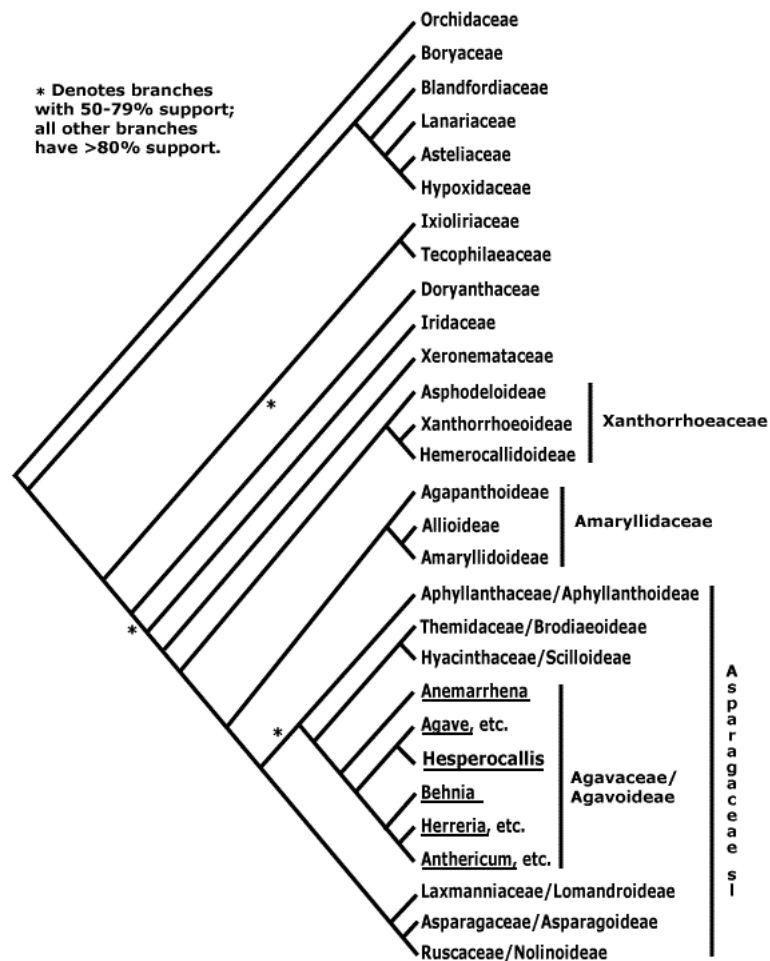 Orchidaceae
Boryaceae
* Denotes branches
with 50-79% support;
all other branches
have >80% support.
Blandfordiaceae
Lanariaceae
Asteliaceae
Hypoxidaceae
Ixioliriaceae
Tecophilaeaceae
Doryanthaceae
Iridaceae
Xeronemataceae
*
Asphodeloideae
Xanthorrhoeoideae
Hemerocallidoideae
Xanthorrhoeaceae
Agapanthoideae
Allioideae
Amaryllidoideae
Amaryllidaceae
Aphyllanthaceae/Aphyllanthoideae
Themidaceae/Brodiaeoideae
*
Hyacinthaceae/Scilloideae
Anemarrhena
Agave, etc.
*
Hesperocallis
Behnia
Herreria, etc.
Anthericum, etc.
Agavaceae/
Agavoideae
Asparagaceae sl
Laxmanniaceae/Lomandroideae
Asparagaceae/Asparagoideae
Ruscaceae/Nolinoideae